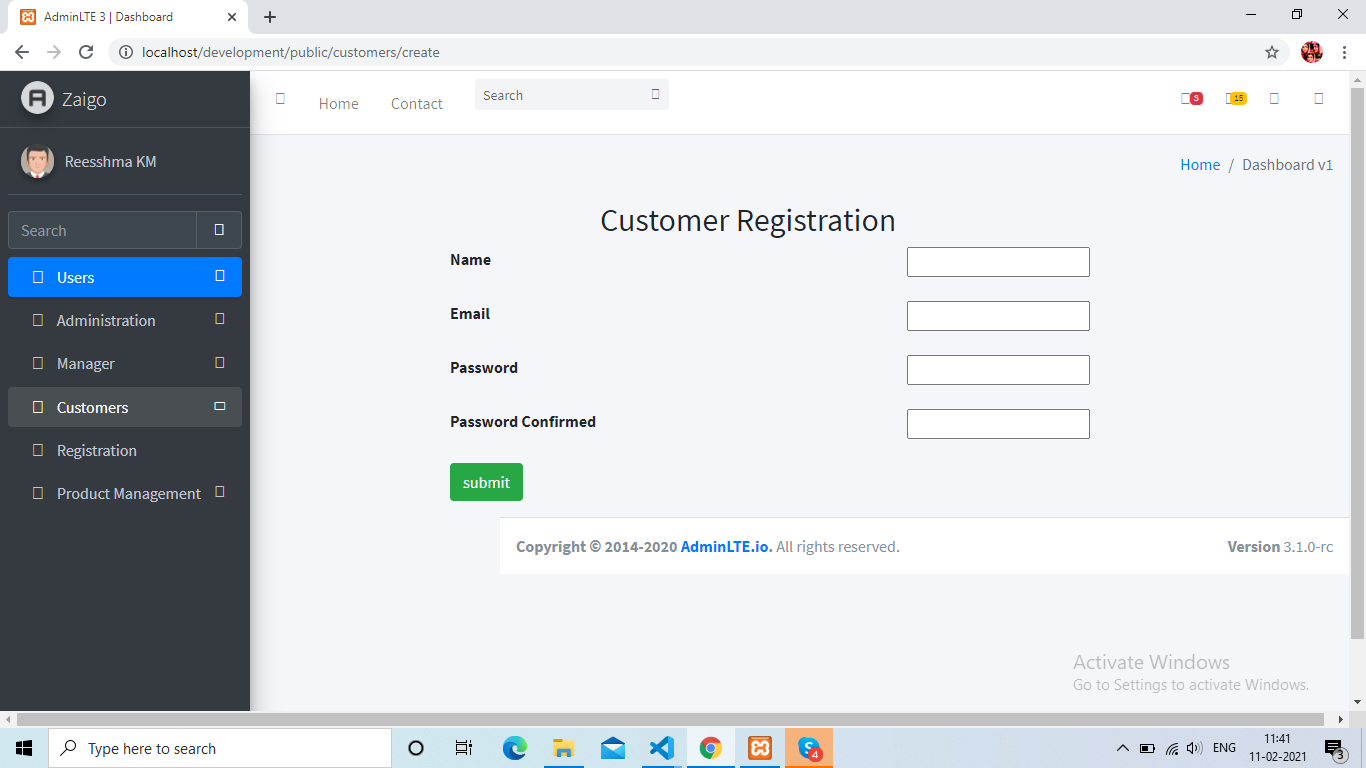 AdminLTE 3 | Dashboard
localhost/development/public/customers/create
Zaigo
Home
Contact
Search
3
15
Reesshma KM
Home / Dashboard v1
Search
Customer Registration
Users
Administration
Manager
Customers
Registration
Product Management
Name
Email
Password
Password Confirmed
submit
Copyright © 2014-2020 AdminLTE.io. All rights reserved.
Version 3.1.0-rc
Activate Windows
Go to Settings to activate Windows.
Type here to search
4
ENG
11:41
11-02-2021
3